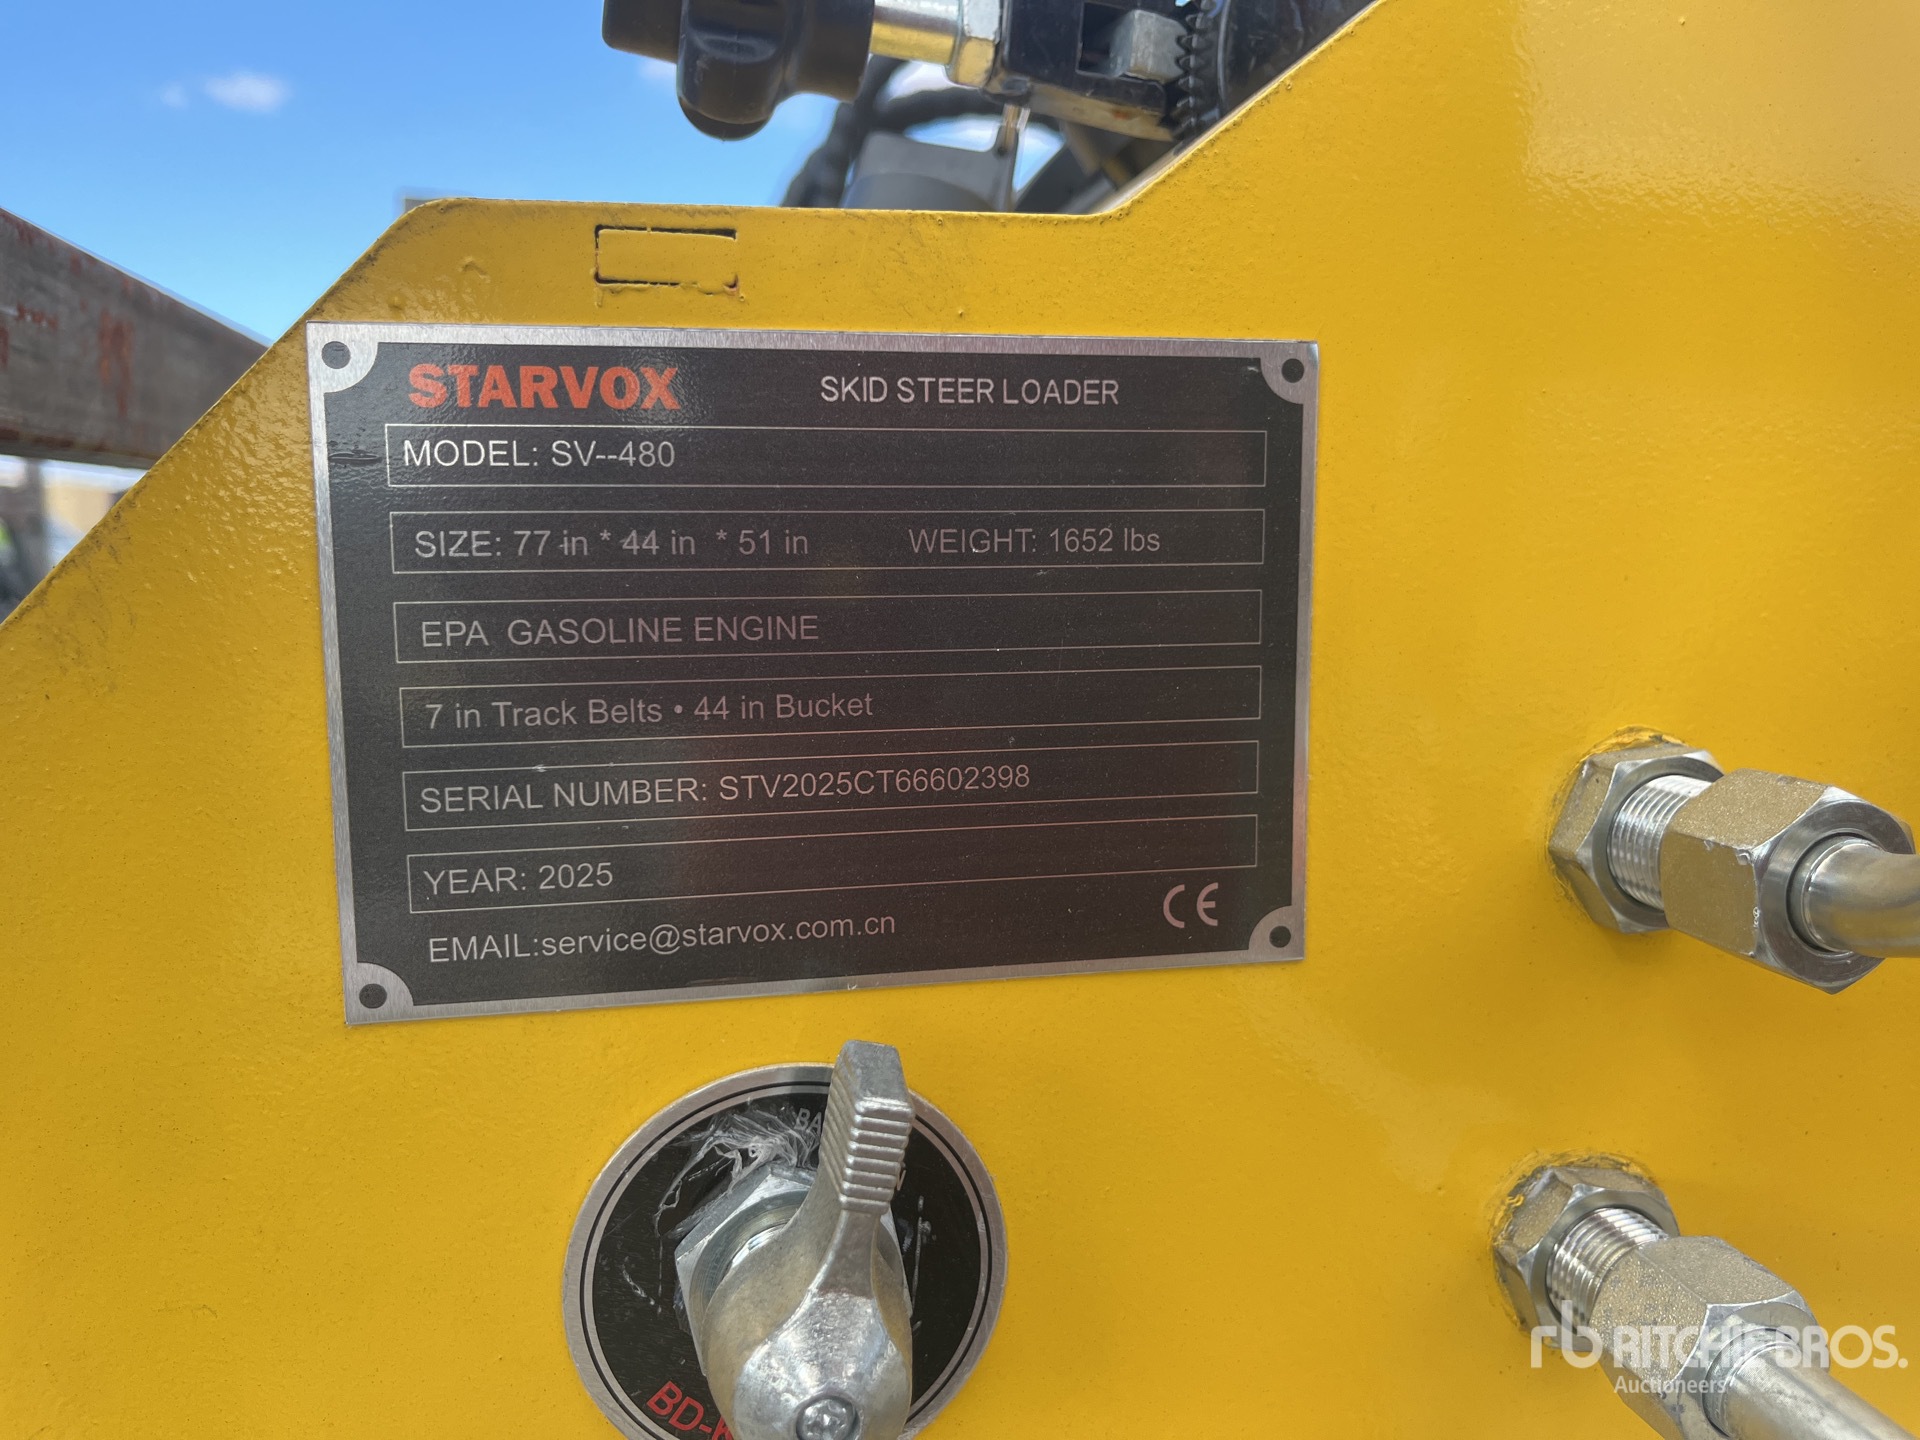 STARVOX SKID STEER LOADER
MODEL: SV--480
SIZE: 77 in * 44 in * 51 in WEIGHT: 1652 lbs
EPA GASOLINE ENGINE
7 in Track Belts • 44 in Bucket
SERIAL NUMBER: STV2025CT66602398
YEAR: 2025
EMAIL:service@starvox.com.cn
CE
rb RITCHIE BROS.
Auctioneers